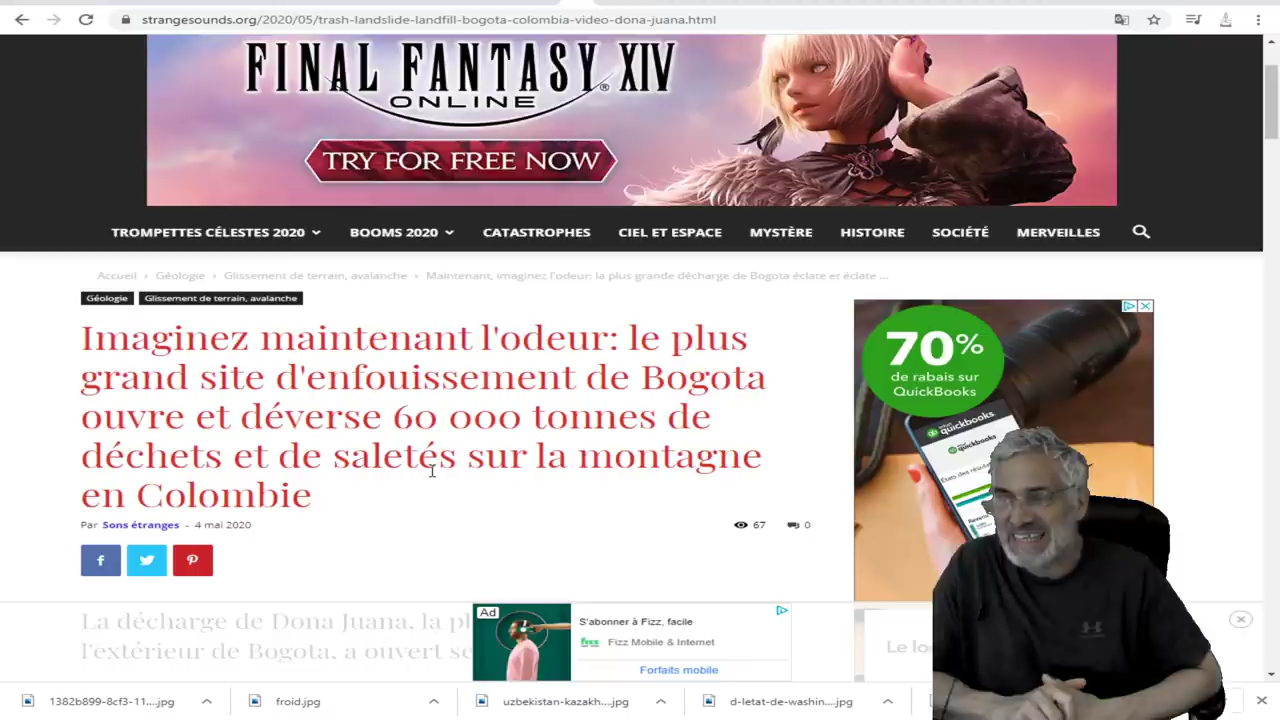 strangesounds.org/2020/05/trash-landslide-landfill-bogota-colombia-video-dona-juana.html
FINAL FANTASY XIV
ONLINE
TRY FOR FREE NOW
TROMPETTES CÉLESTES 2020 BOOMS 2020 CATASTROPHES CIEL ET ESPACE MYSTÈRE HISTOIRE SOCIÉTÉ MERVEILLES
Accueil › Géologie › Glissement de terrain, avalanche › Maintenant, imaginez l'odeur: la plus grande décharge de Bogota éclate et éclate ...
Géologie Glissement de terrain, avalanche
Imaginez maintenant l'odeur: le plus
grand site d'enfouissement de Bogota
ouvre et déverse 60 000 tonnes de
déchets et de saletés sur la montagne
en Colombie
Par Sons étranges - 4 mai 2020 67 0
70%
de rabais sur
QuickBooks
quickbooks
La décharge de Dona Juana, la pl
l'extérieur de Bogota, a ouvert se
Ad
S'abonner à Fizz, facile
fizz Fizz Mobile & Internet
Forfaits mobile
Le lo
1382b899-8cf3-11....jpg froid.jpg uzbekistan-kazakh....jpg d-letat-de-washin....jpg